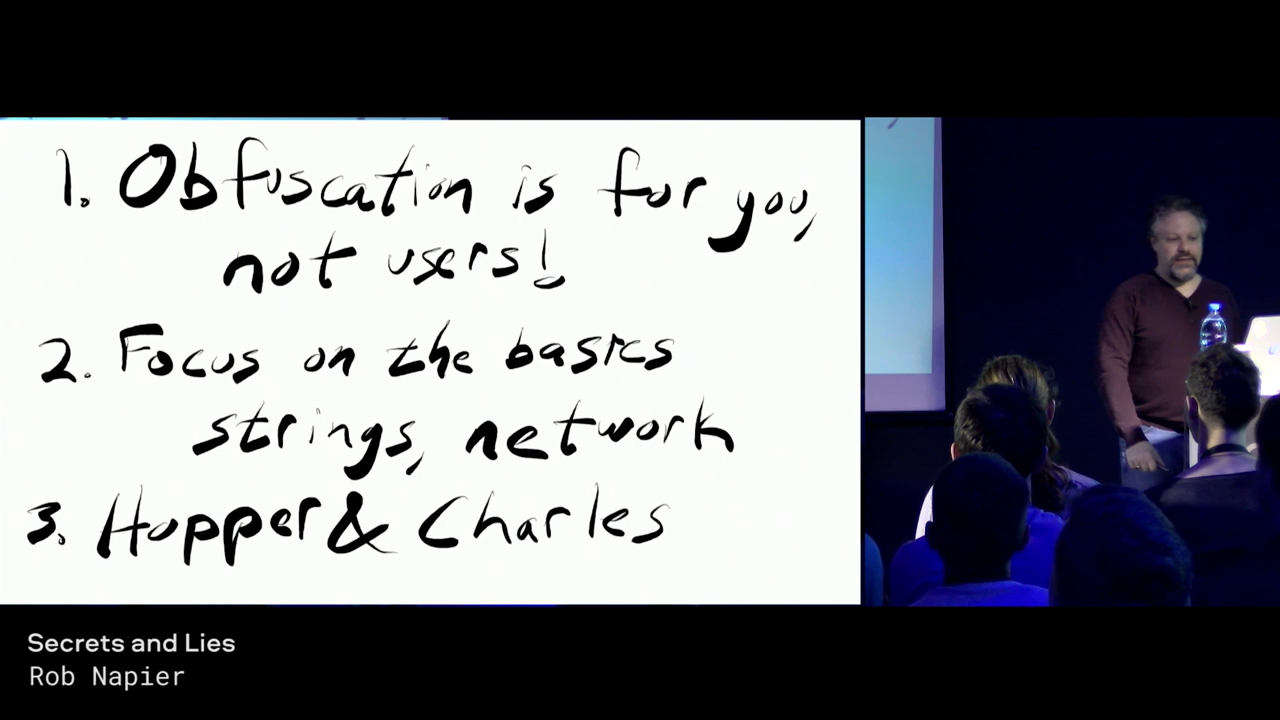 1. Obfuscation is for you,
not users!
2. Focus on the basics
strings, network
3. Hopper & Charles
Secrets and Lies
Rob Napier